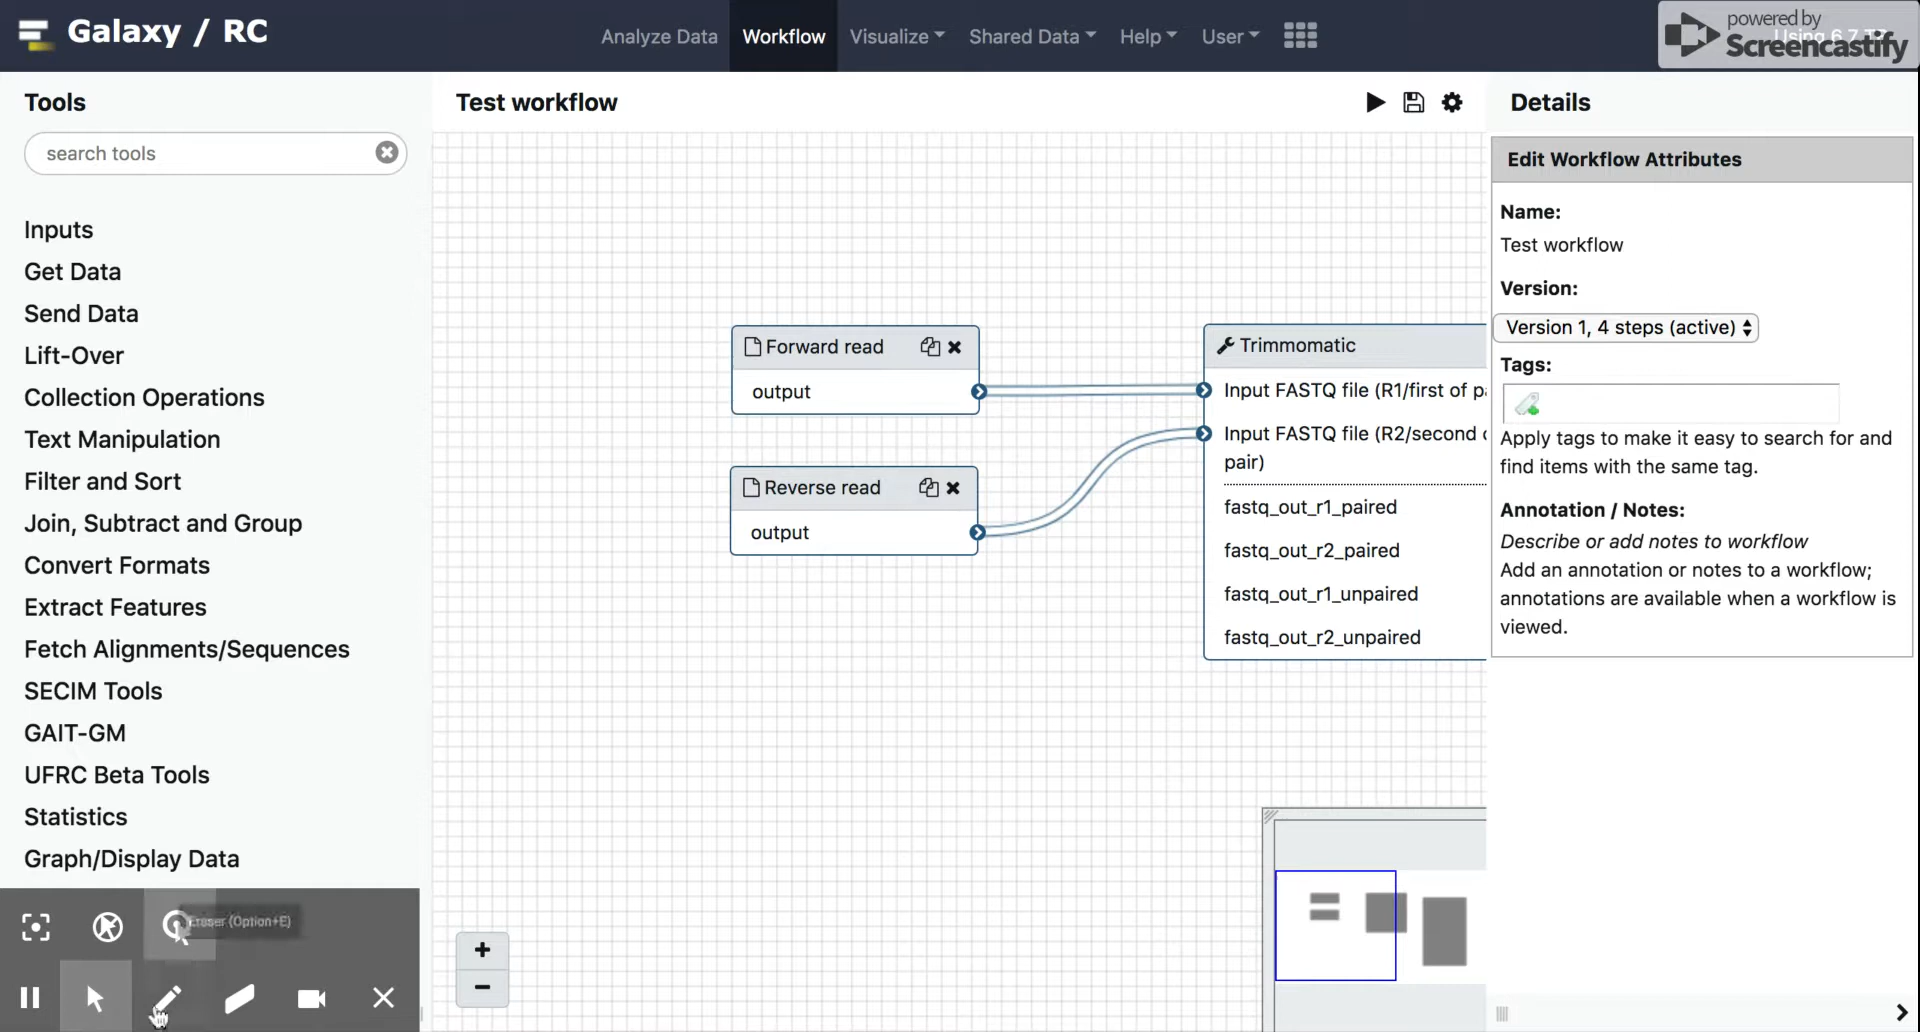 Galaxy / RC
Analyze Data
Workflow
Visualize
Shared Data
Help
User
powered by
Screencastify
Tools
search tools
Inputs
Get Data
Send Data
Lift-Over
Collection Operations
Text Manipulation
Filter and Sort
Join, Subtract and Group
Convert Formats
Extract Features
Fetch Alignments/Sequences
SECIM Tools
GAIT-GM
UFRC Beta Tools
Statistics
Graph/Display Data
Eraser (Option+E)
Test workflow
Forward read
output
Reverse read
output
Trimmomatic
Input FASTQ file (R1/first of
Input FASTQ file (R2/second
pair)
fastq_out_r1_paired
fastq_out_r2_paired
fastq_out_r1_unpaired
fastq_out_r2_unpaired
+
−
Details
Edit Workflow Attributes
Name:
Test workflow
Version:
Version 1, 4 steps (active)
Tags:
Apply tags to make it easy to search for and
find items with the same tag.
Annotation / Notes:
Describe or add notes to workflow
Add an annotation or notes to a workflow;
annotations are available when a workflow is
viewed.